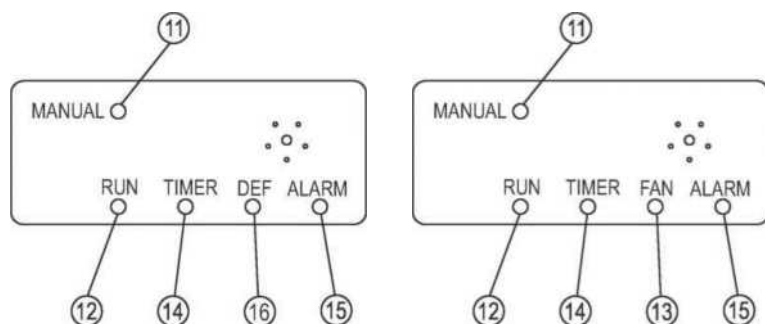 11 11
MANUAL MANUAL
RUN TIMER DEF ALARM RUN TIMER FAN ALARM
12 14 16 15 12 14 13 15